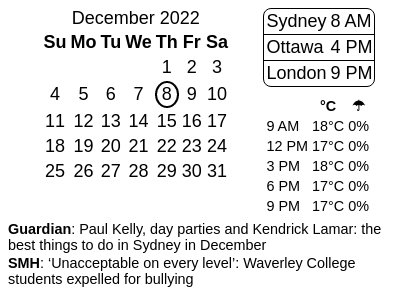 December 2022
Su Mo Tu We Th Fr Sa
1 2 3
4 5 6 7 8 9 10
11 12 13 14 15 16 17
18 19 20 21 22 23 24
25 26 27 28 29 30 31
Sydney 8 AM
Ottawa 4 PM
London 9 PM
°C ☂
9 AM 18°C 0%
12 PM 17°C 0%
3 PM 18°C 0%
6 PM 17°C 0%
9 PM 17°C 0%
Guardian: Paul Kelly, day parties and Kendrick Lamar: the
best things to do in Sydney in December
SMH: ‘Unacceptable on every level’: Waverley College
students expelled for bullying